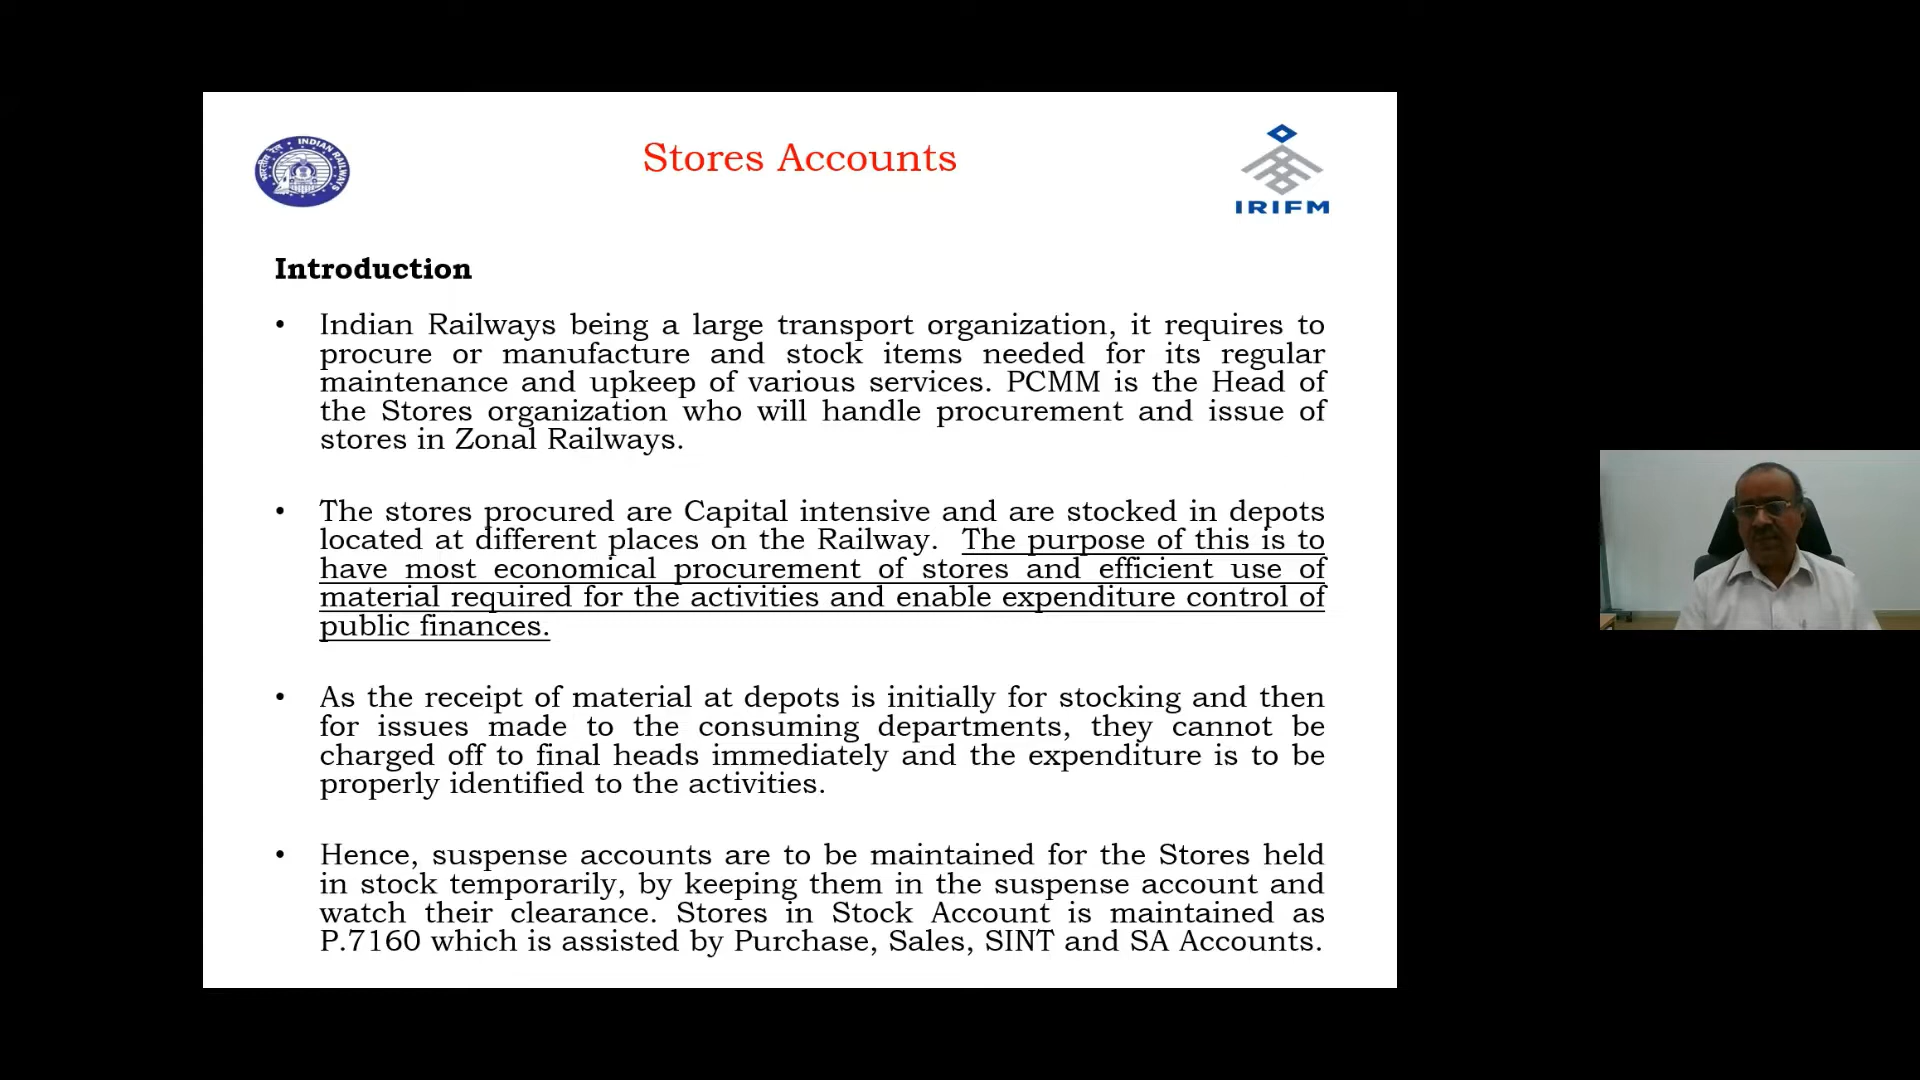 INDIAN RAILWAYS
भारतीय रेल
Stores Accounts
IRIFM
Introduction
• Indian Railways being a large transport organization, it requires to
procure or manufacture and stock items needed for its regular
maintenance and upkeep of various services. PCMM is the Head of
the Stores organization who will handle procurement and issue of
stores in Zonal Railways.
• The stores procured are Capital intensive and are stocked in depots
located at different places on the Railway. The purpose of this is to
have most economical procurement of stores and efficient use of
material required for the activities and enable expenditure control of
public finances.
• As the receipt of material at depots is initially for stocking and then
for issues made to the consuming departments, they cannot be
charged off to final heads immediately and the expenditure is to be
properly identified to the activities.
• Hence, suspense accounts are to be maintained for the Stores held
in stock temporarily, by keeping them in the suspense account and
watch their clearance. Stores in Stock Account is maintained as
P.7160 which is assisted by Purchase, Sales, SINT and SA Accounts.